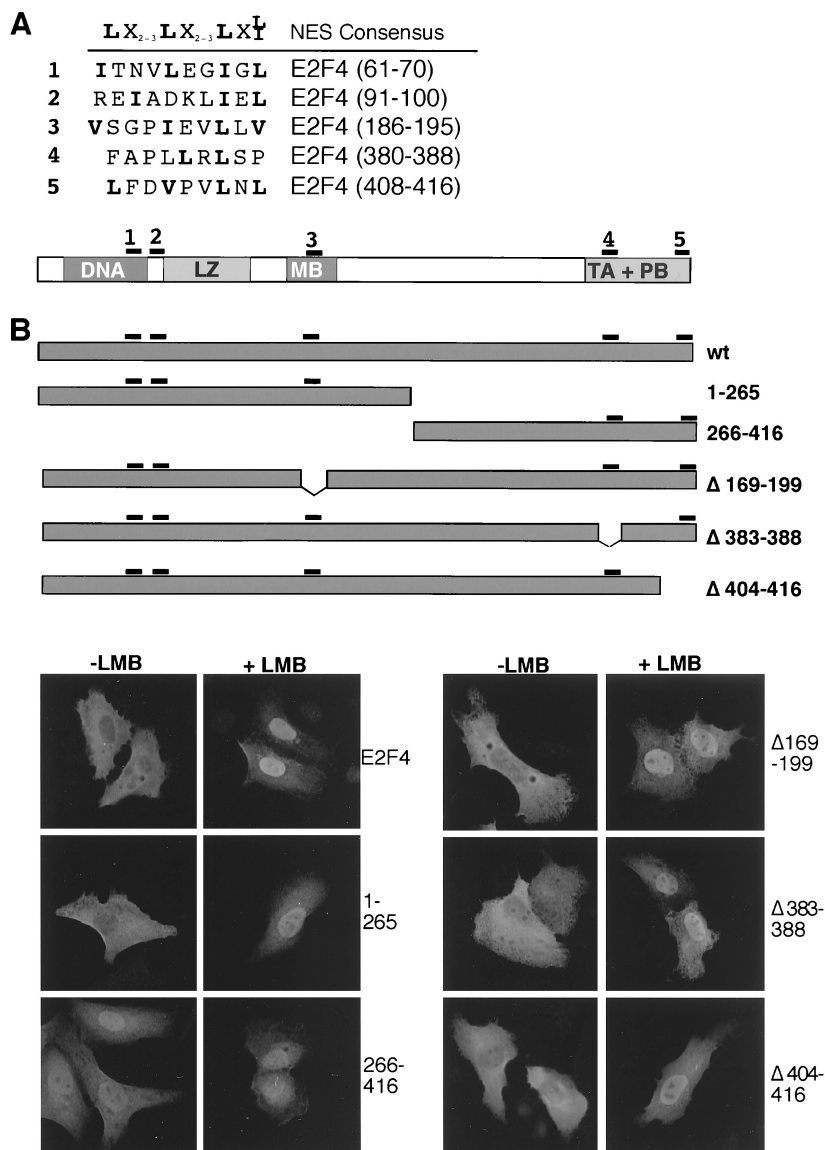 A
LX2-3LX2-3LXL/I NES Consensus
1 ITNVLEGIGL E2F4 (61-70)
2 REIADKLIEL E2F4 (91-100)
3 VSGPIEVLLV E2F4 (186-195)
4 FAPLLRLSP E2F4 (380-388)
5 LFDVPVLNL E2F4 (408-416)
1 2 3 4 5
DNA LZ MB TA + PB
B
wt
1-265
266-416
Δ 169-199
Δ 383-388
Δ 404-416
-LMB + LMB
E2F4
1-
265
266-
416
-LMB + LMB
Δ169
-199
Δ383-
388
Δ404-
416